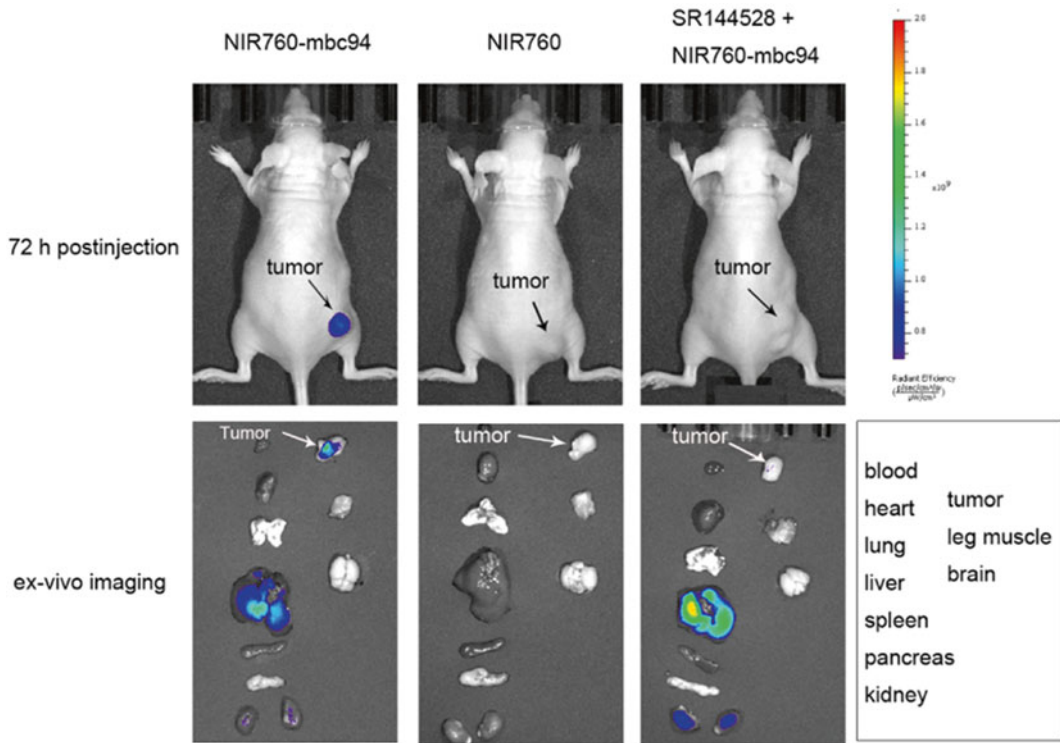 NIR760-mbc94
NIR760
SR144528 +
NIR760-mbc94
2.0
1.8
1.6
1.4
x10⁹
1.2
1.0
0.8
Radiant Efficiency
72 h postinjection
tumor
tumor
tumor
ex-vivo imaging
Tumor
tumor
tumor
blood
heart
lung
liver
spleen
pancreas
kidney
tumor
leg muscle
brain